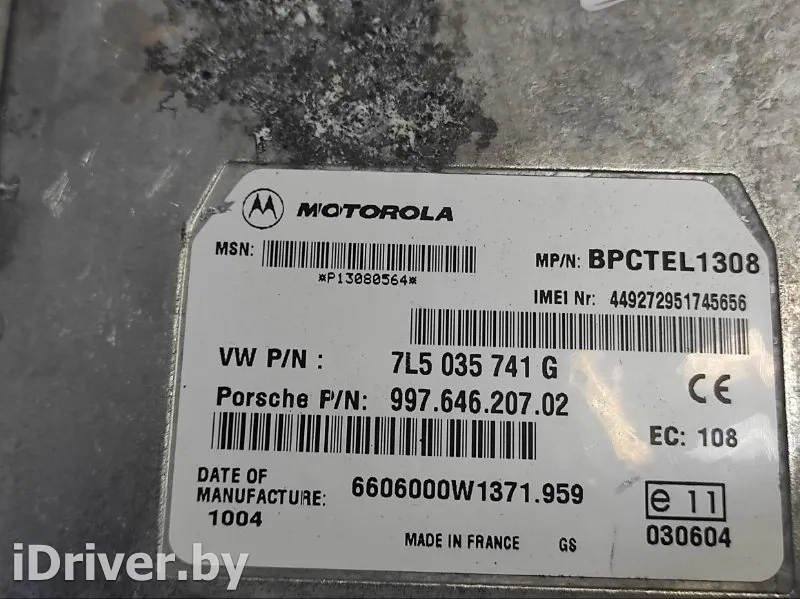 MOTOROLA
MSN:
*P13080564*
MP/N: BPCTEL1308
IMEI Nr: 449272951745656
VW P/N : 7L5 035 741 G
Porsche P/N: 997.646.207.02
CE
EC: 108
DATE OF
MANUFACTURE:
1004
6606000W1371.959
e 11
030604
MADE IN FRANCE GS
iDriver.by